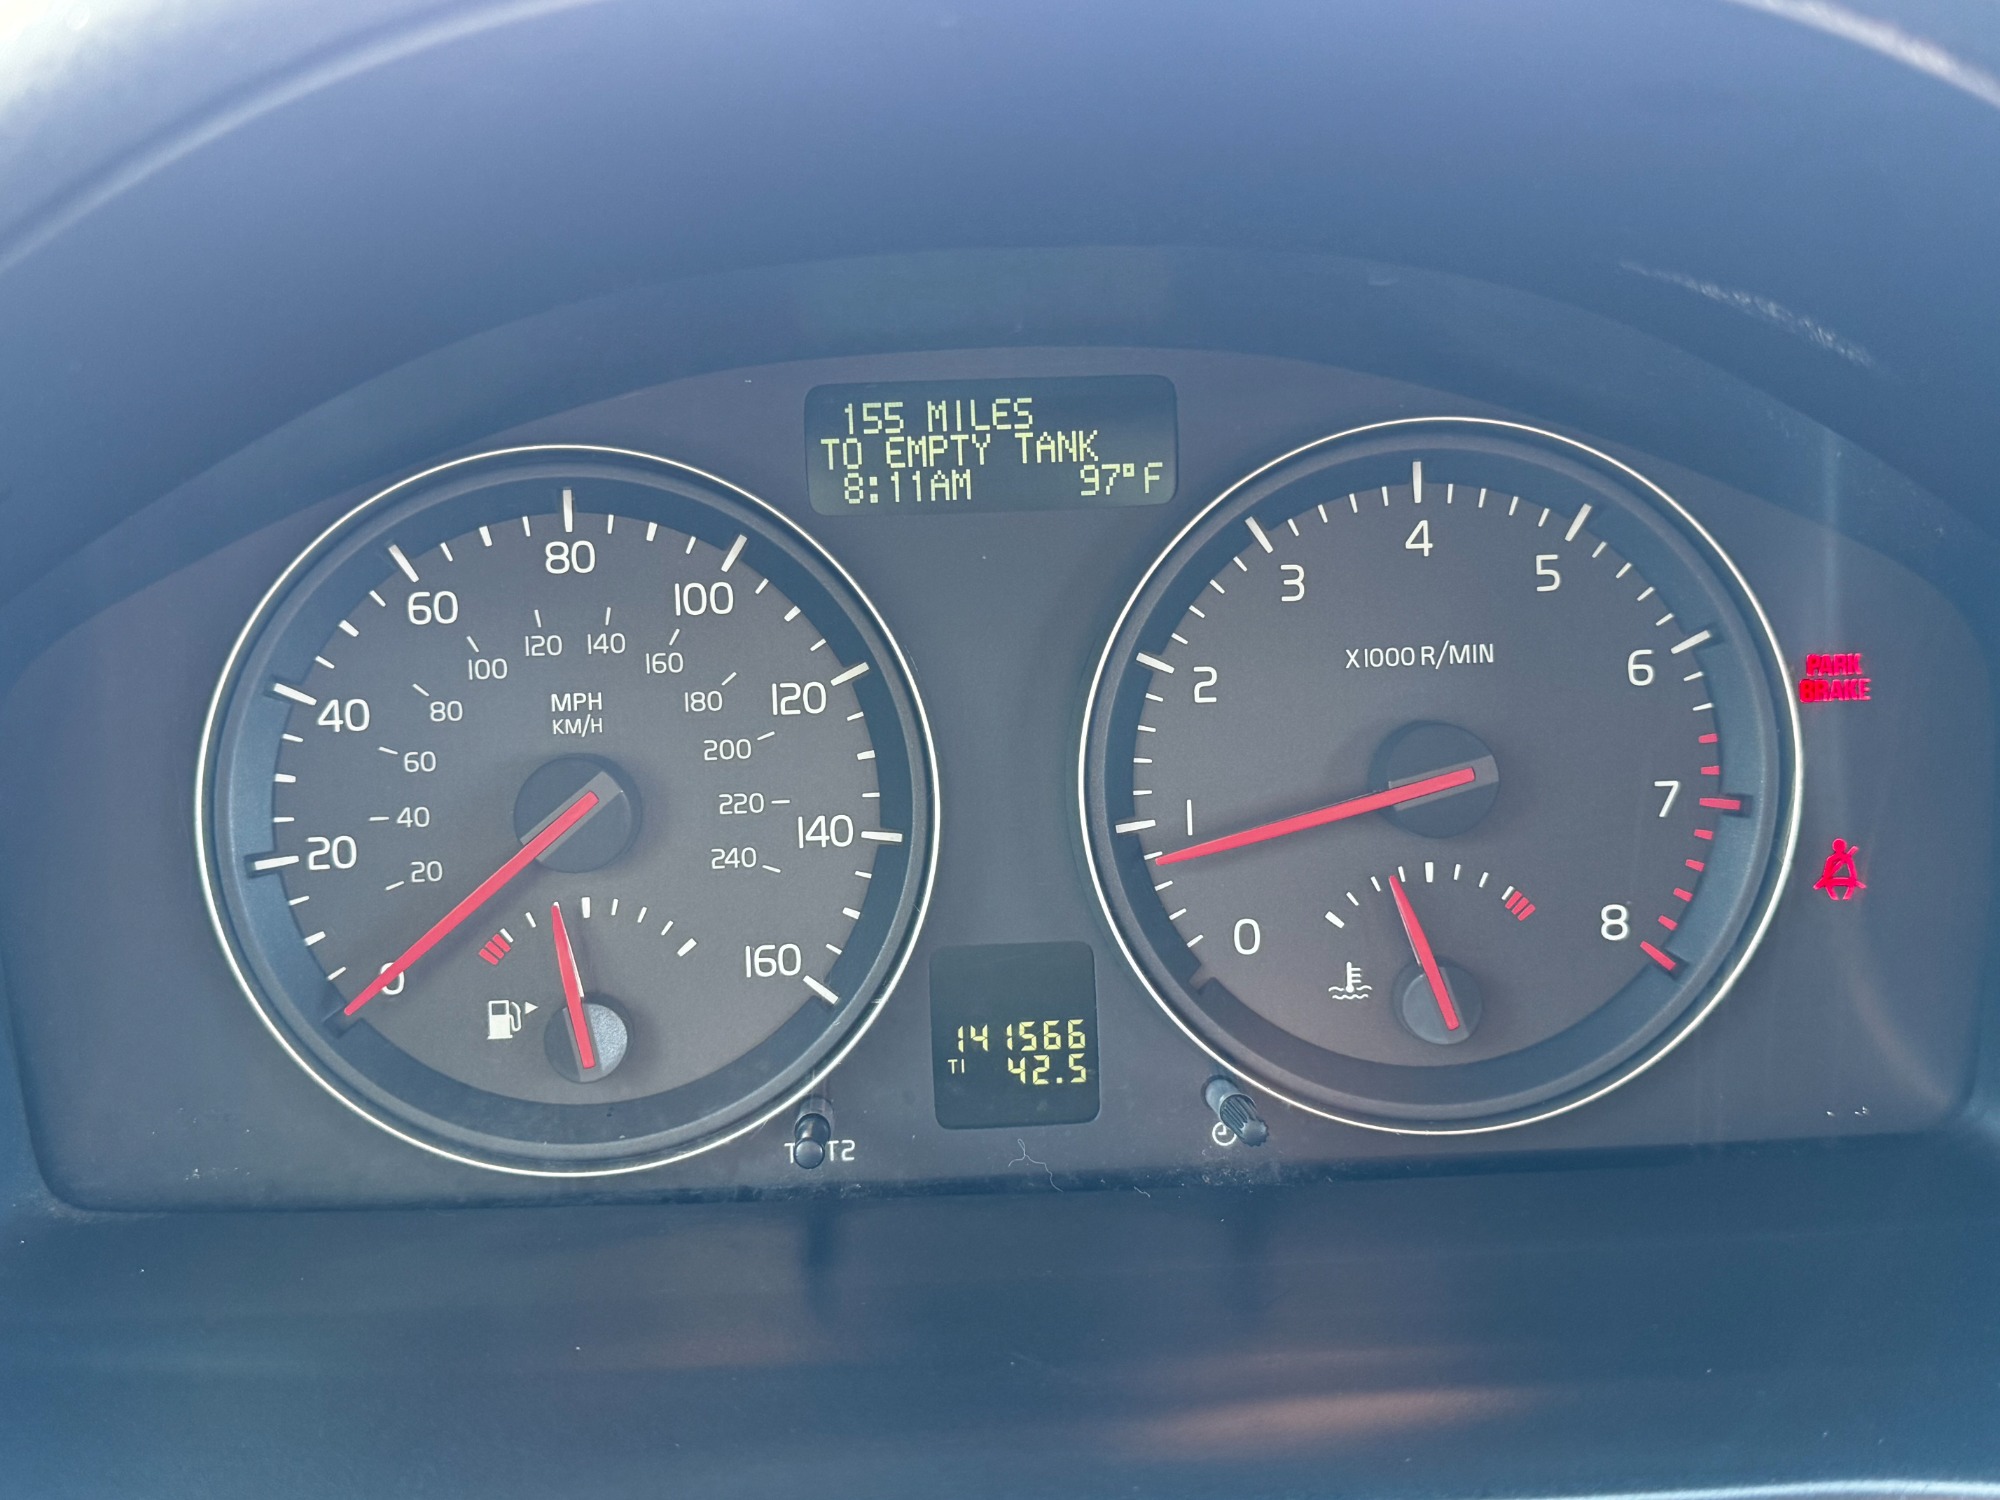 155 MILES
TO EMPTY TANK
8:11AM 97°F
0 20 40 60 80 100 120 140 160
20 40 60 80 100 120 140 160 180 200 220 240
MPH
KM/H
0 1 2 3 4 5 6 7 8
X1000 R/MIN
PARK
BRAKE
141566
T1 42.5
T2